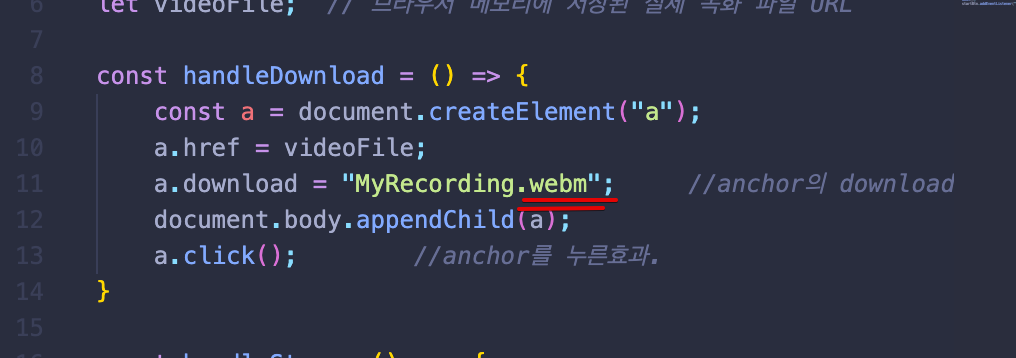 6 let videoFile; // 브라우저 메모리에 저장된 실제 녹화 파일 URL
7
8 const handleDownload = () => {
9 const a = document.createElement("a");
10 a.href = videoFile;
11 a.download = "MyRecording.webm"; //anchor의 download
12 document.body.appendChild(a);
13 a.click(); //anchor를 누른효과.
14 }
15